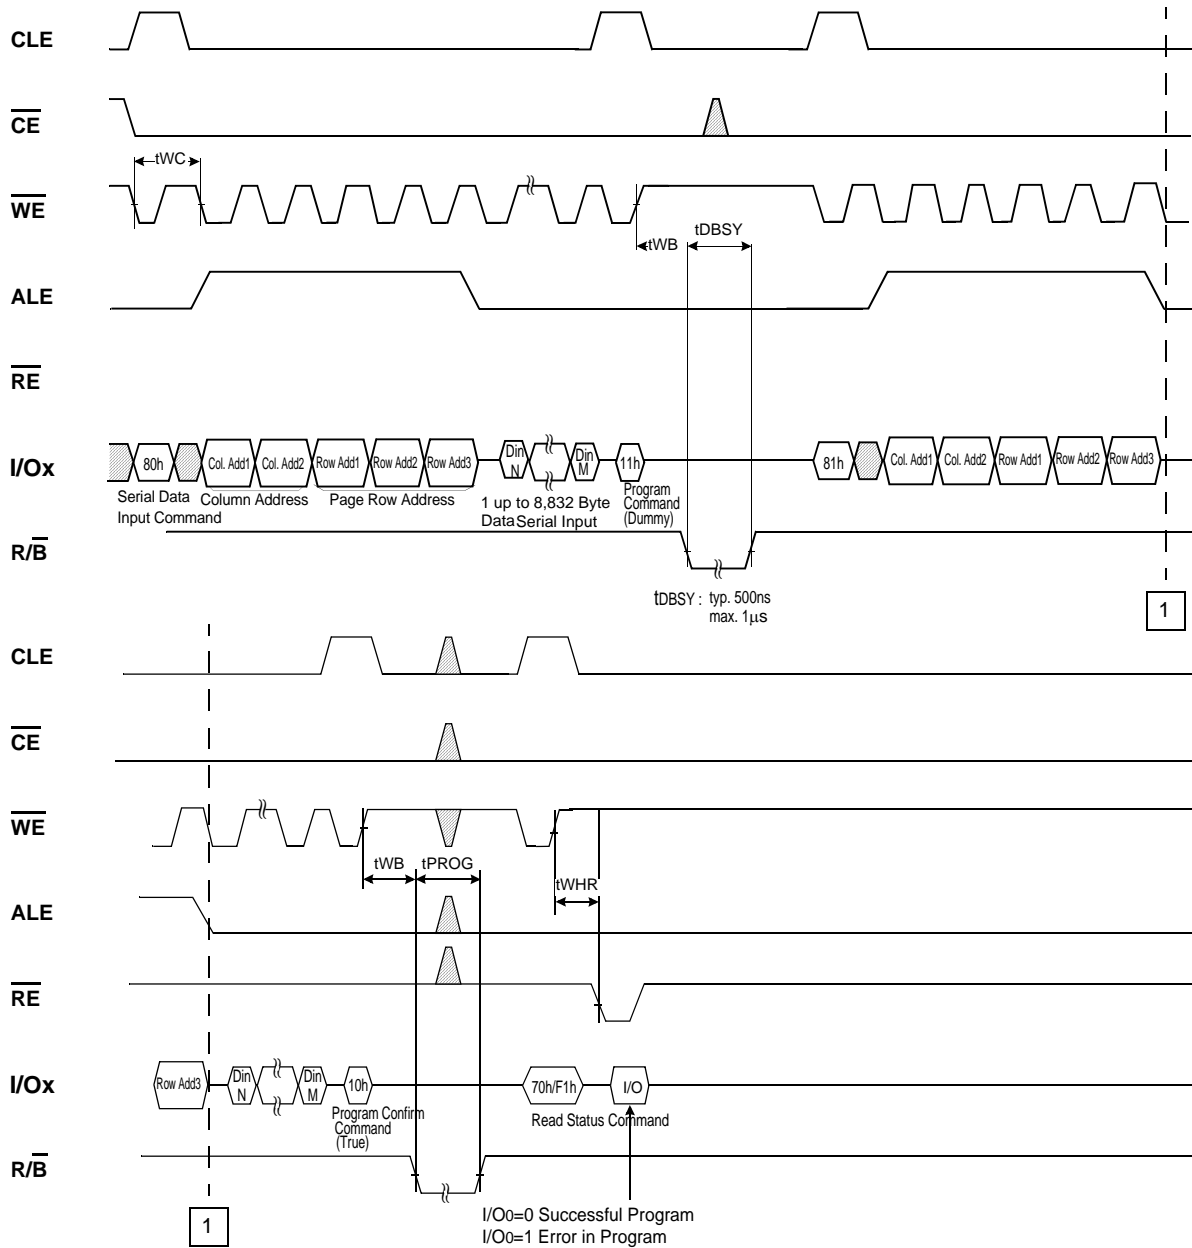 CLE
CE
tWC
WE
tWB
tDBSY
ALE
RE
I/Ox
80h
Col. Add1
Col. Add2
Row Add1
Row Add2
Row Add3
Din
N
Din
M
11h
81h
Col. Add1
Col. Add2
Row Add1
Row Add2
Row Add3
Serial Data
Input Command
Column Address
Page Row Address
1 up to 8,832 Byte
Data Serial Input
Program
Command
(Dummy)
R/B
tDBSY : typ. 500ns
max. 1μs
1
CLE
CE
WE
tWB
tPROG
tWHR
ALE
RE
I/Ox
Row Add3
Din
N
Din
M
10h
70h/F1h
I/O
Program Confirm
Command
(True)
Read Status Command
R/B
1
I/O0=0 Successful Program
I/O0=1 Error in Program